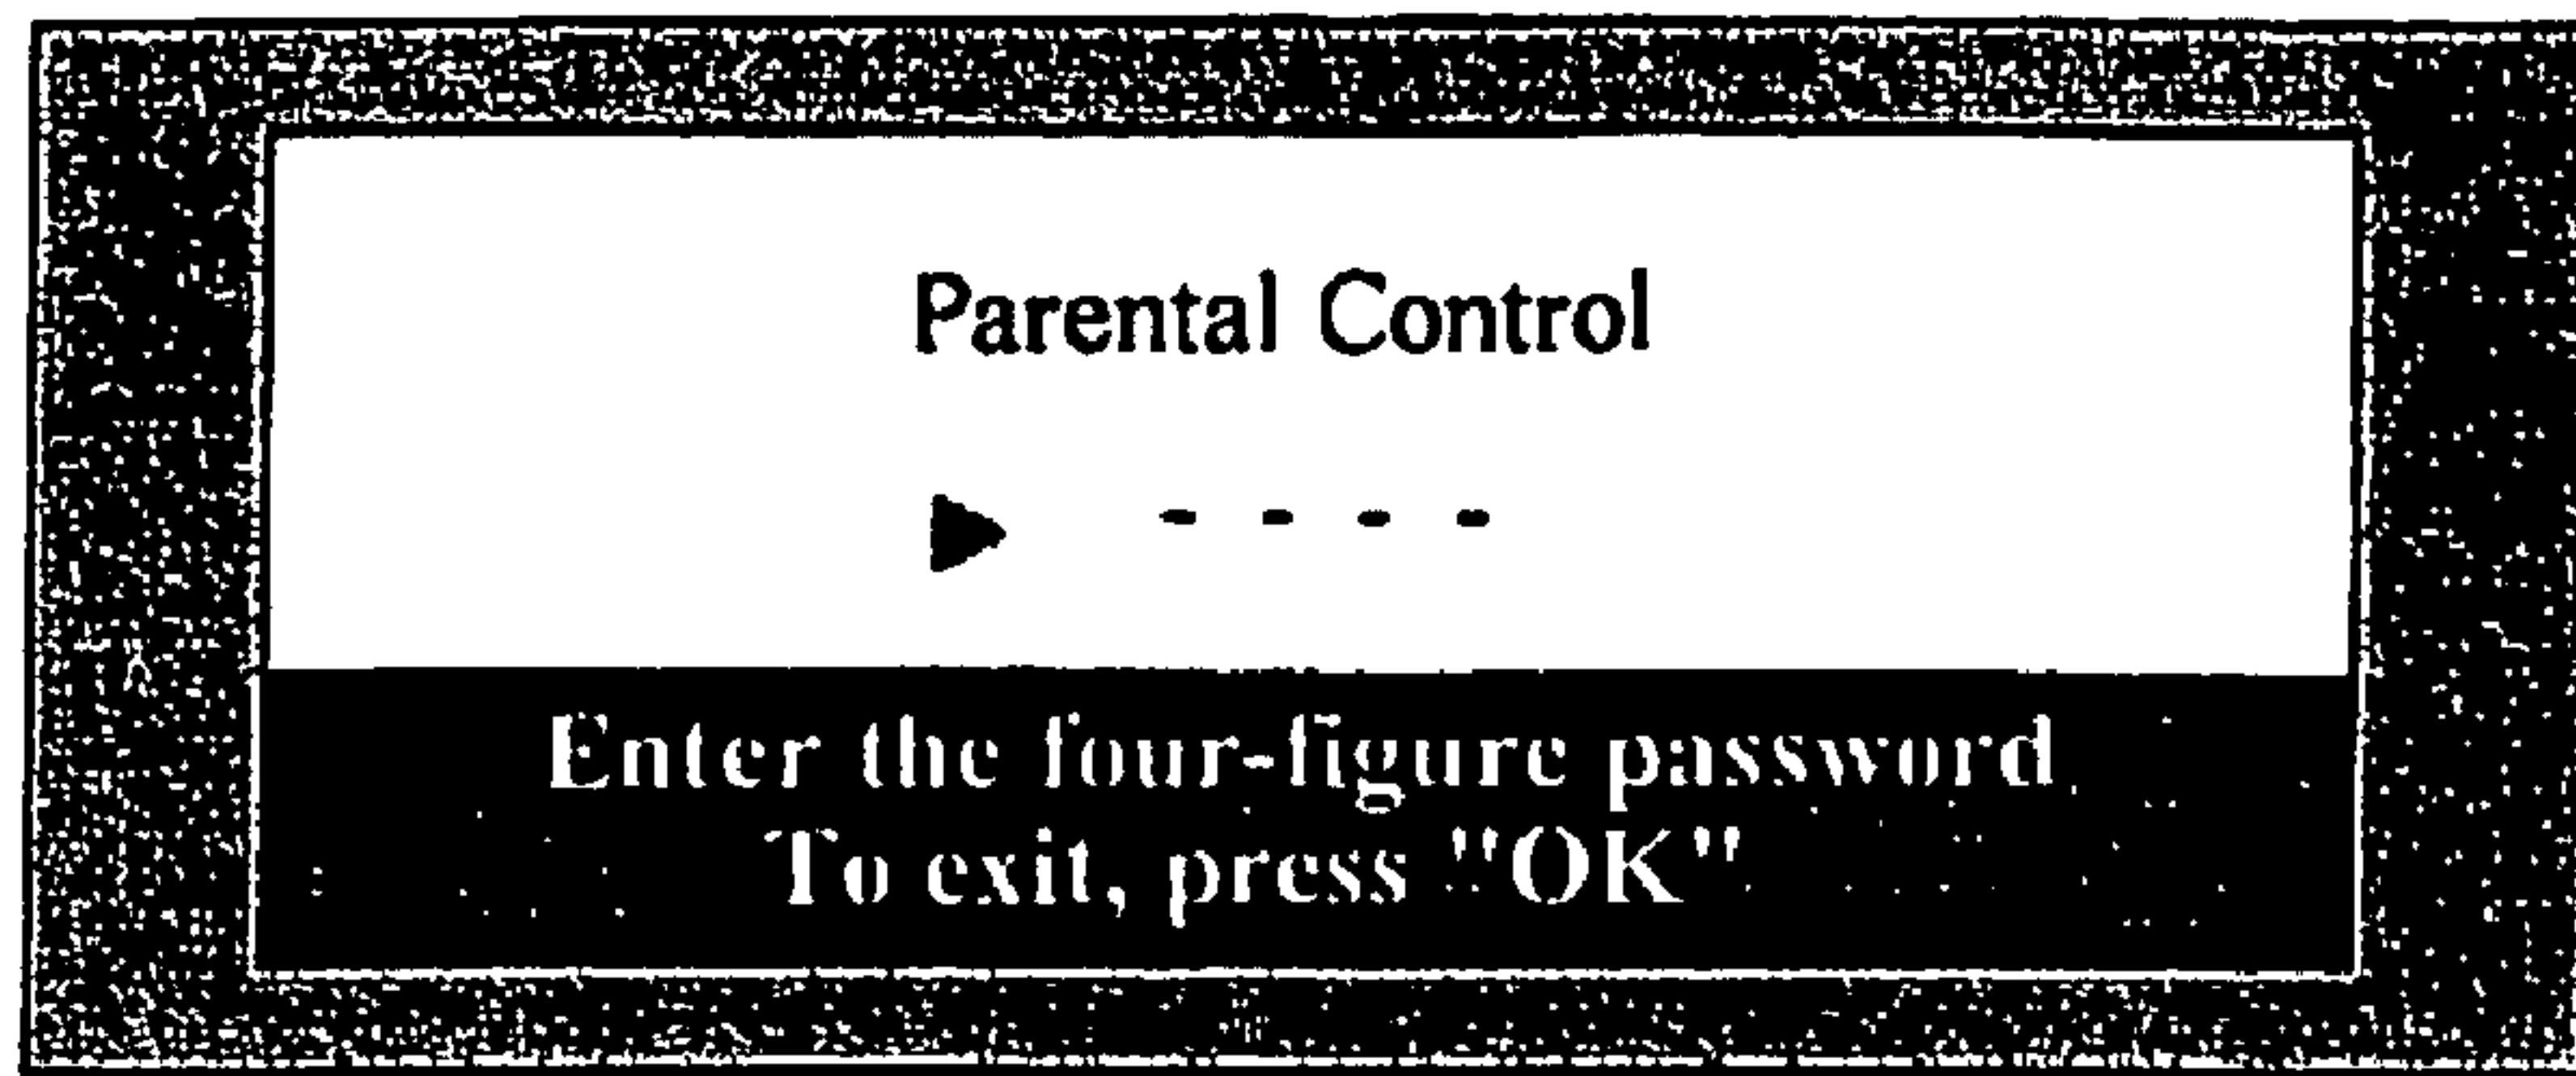 Parental Control
- - - -
Enter the four-figure password
To exit, press "OK"